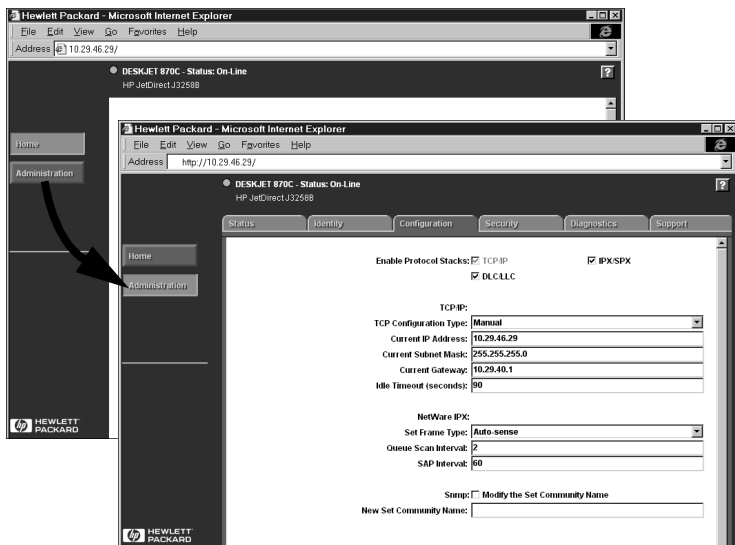 Hewlett Packard - Microsoft Internet Explorer
File Edit View Go Favorites Help
Address 10.29.46.29/
DESKJET 870C - Status: On-Line
HP JetDirect J3258B
?
Home
Administration
HEWLETT
PACKARD
Hewlett Packard - Microsoft Internet Explorer
File Edit View Go Favorites Help
Address http://10.29.46.29/
DESKJET 870C - Status: On-Line
HP JetDirect J3258B
?
Status Identity Configuration Security Diagnostics Support
Home
Administration
Enable Protocol Stacks: TCP/IP IPX/SPX
DLC/LLC
TCP/IP:
TCP Configuration Type: Manual
Current IP Address: 10.29.46.29
Current Subnet Mask: 255.255.255.0
Current Gateway: 10.29.40.1
Idle Timeout (seconds): 90
NetWare IPX:
Set Frame Type: Auto-sense
Queue Scan Interval: 2
SAP Interval: 60
Snmp: Modify the Set Community Name
New Set Community Name:
hp HEWLETT
PACKARD